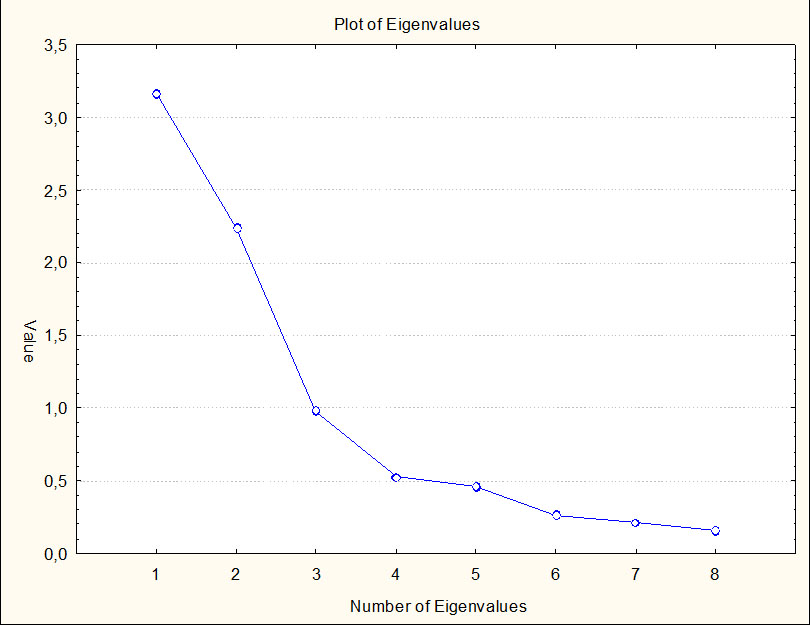 Plot of Eigenvalues
3,5
3,0
2,5
2,0
1,5
1,0
0,5
0,0
Value
1 2 3 4 5 6 7 8
Number of Eigenvalues